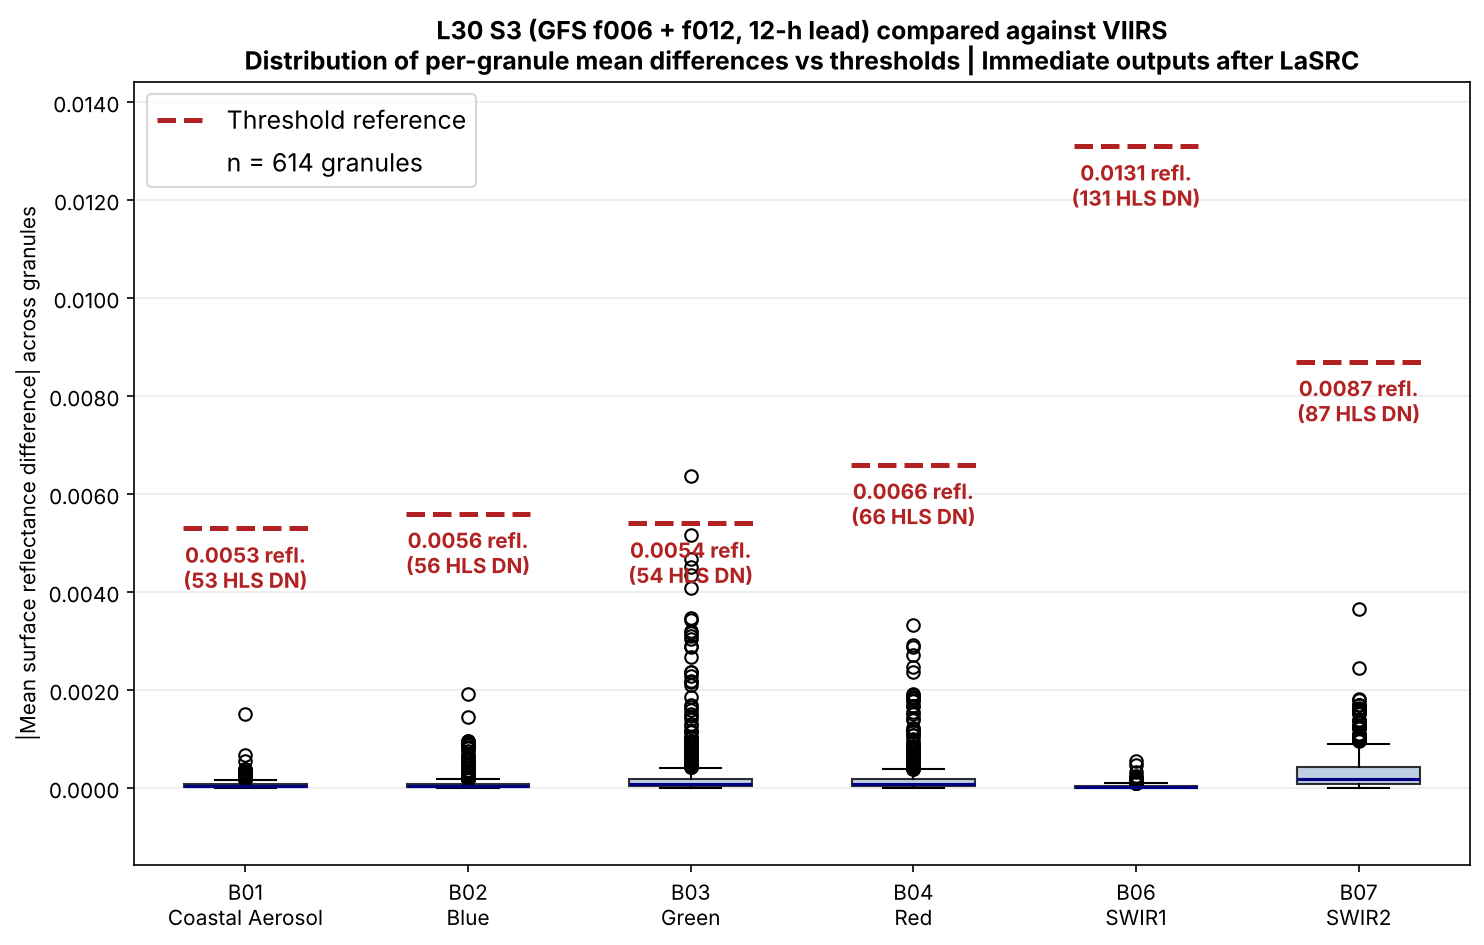 L30 S3 (GFS f006 + f012, 12-h lead) compared against VIIRS
Distribution of per-granule mean differences vs thresholds | Immediate outputs after LaSRC
|Mean surface reflectance difference| across granules
0.0140
0.0120
0.0100
0.0080
0.0060
0.0040
0.0020
0.0000
Threshold reference
n = 614 granules
0.0053 refl.
(53 HLS DN)
0.0056 refl.
(56 HLS DN)
0.0054 refl.
(54 HLS DN)
0.0066 refl.
(66 HLS DN)
0.0131 refl.
(131 HLS DN)
0.0087 refl.
(87 HLS DN)
B01
Coastal Aerosol
B02
Blue
B03
Green
B04
Red
B06
SWIR1
B07
SWIR2